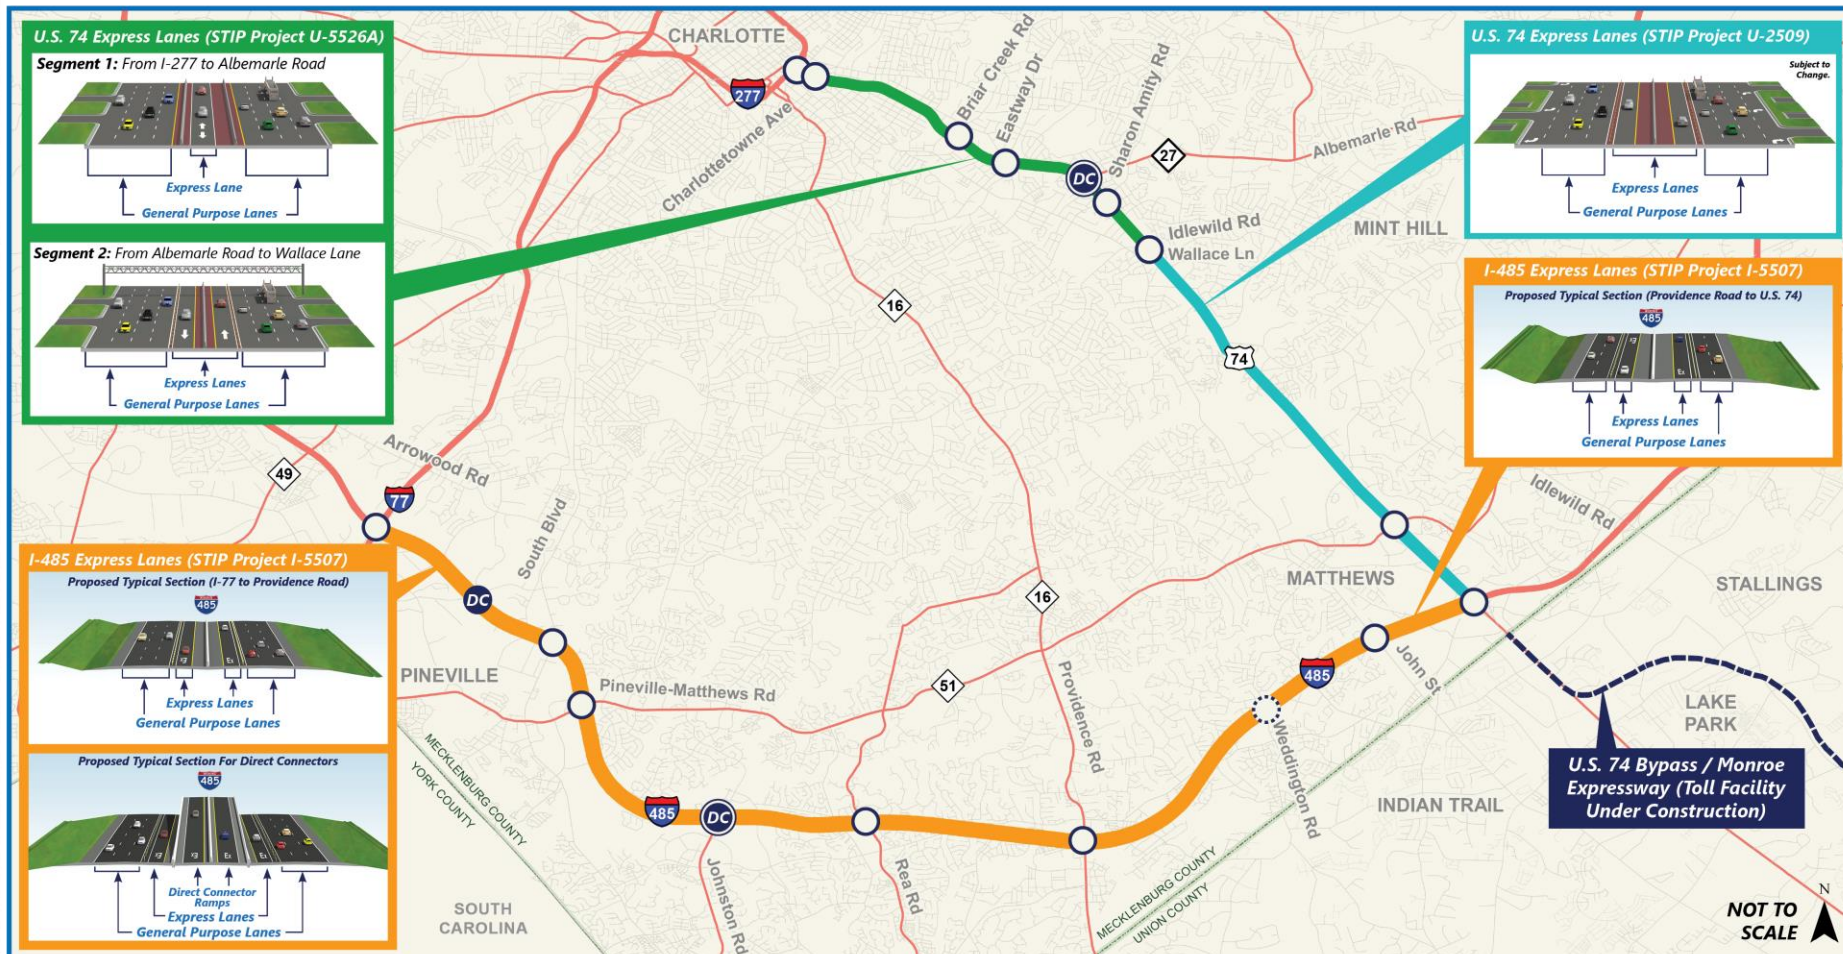 U.S. 74 Express Lanes (STIP Project U-5526A)
Segment 1: From I-277 to Albemarle Road
Express Lane
General Purpose Lanes
Segment 2: From Albemarle Road to Wallace Lane
Express Lanes
General Purpose Lanes
U.S. 74 Express Lanes (STIP Project U-2509)
Subject to
Change.
Express Lanes
General Purpose Lanes
I-485 Express Lanes (STIP Project I-5507)
Proposed Typical Section (Providence Road to U.S. 74)
485
Express Lanes
General Purpose Lanes
I-485 Express Lanes (STIP Project I-5507)
Proposed Typical Section (I-77 to Providence Road)
485
Express Lanes
General Purpose Lanes
Proposed Typical Section For Direct Connectors
485
Direct Connector
Ramps
Express Lanes
General Purpose Lanes
CHARLOTTE
277
Charlottetowne Ave
Briar Creek Rd
Eastway Dr
Sharon Amity Rd
DC
27
Albemarle Rd
Idlewild Rd
Wallace Ln
MINT HILL
16
74
49
Arrowood Rd
77
South Blvd
DC
PINEVILLE
Pineville-Matthews Rd
51
16
Providence Rd
MATTHEWS
Idlewild Rd
STALLINGS
John St
485
Weddington Rd
LAKE
PARK
INDIAN TRAIL
U.S. 74 Bypass / Monroe
Expressway (Toll Facility
Under Construction)
485
DC
Johnston Rd
Rea Rd
MECKLENBURG COUNTY
YORK COUNTY
SOUTH
CAROLINA
MECKLENBURG COUNTY
UNION COUNTY
N
NOT TO
SCALE